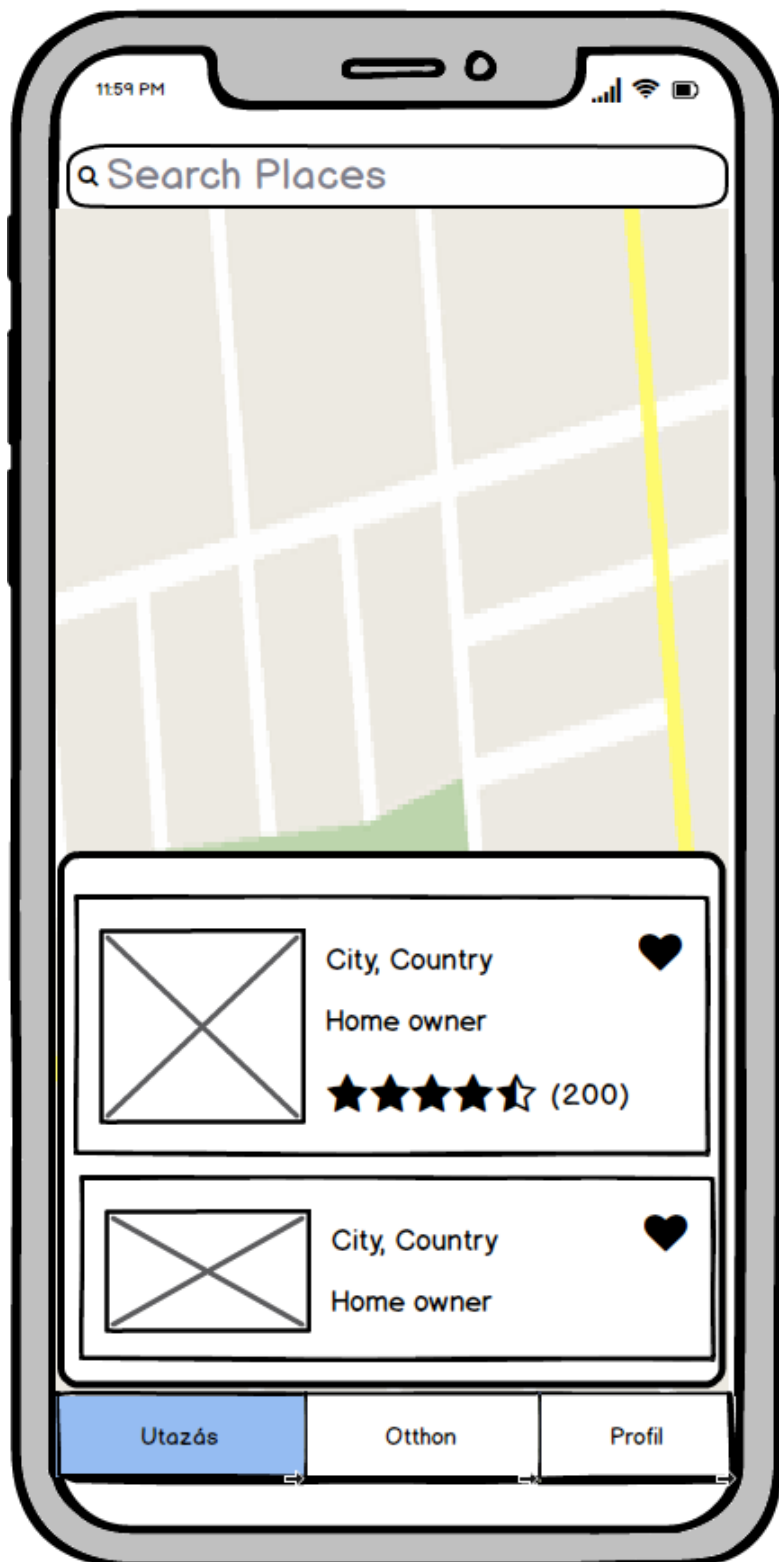 11:59 PM
Search Places
City, Country
Home owner
(200)
City, Country
Home owner
Utazás Otthon Profil